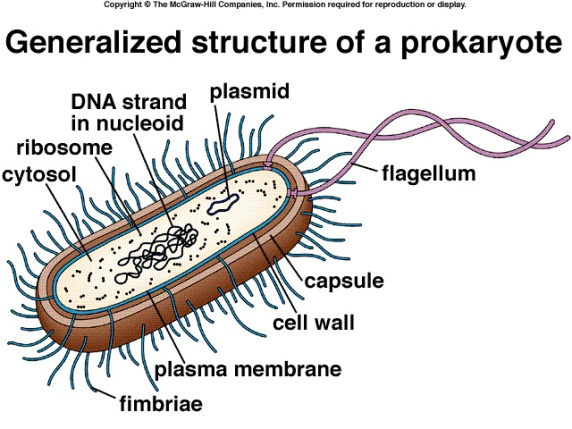 Copyright © The McGraw-Hill Companies, Inc. Permission required for reproduction or display.
Generalized structure of a prokaryote
plasmid
DNA strand
in nucleoid
ribosome
cytosol
flagellum
capsule
cell wall
plasma membrane
fimbriae